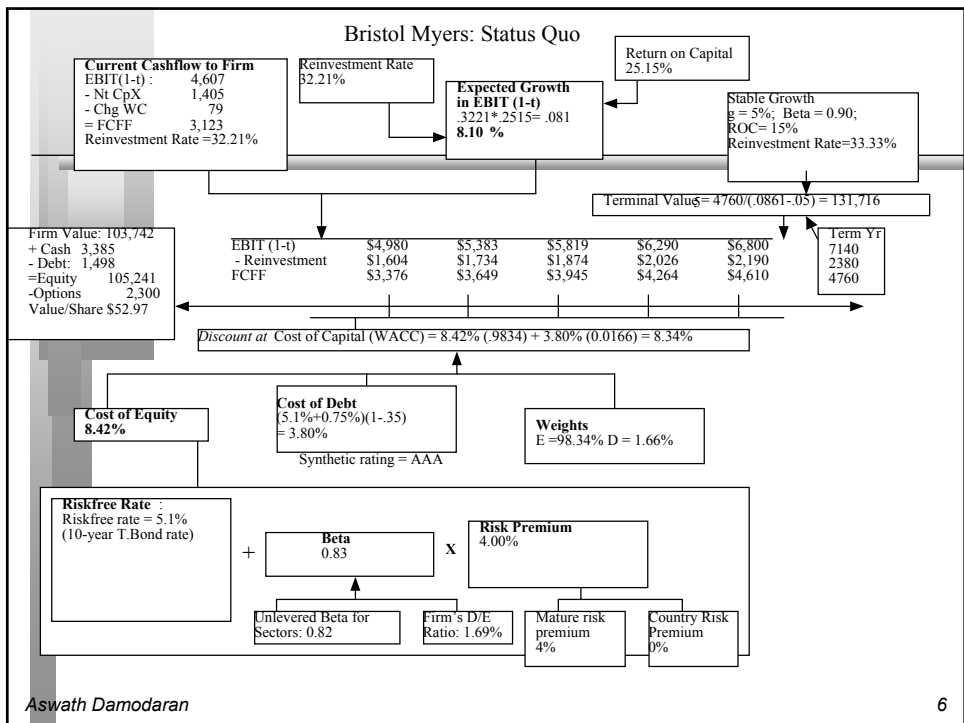 Bristol Myers: Status Quo
Current Cashflow to Firm
EBIT(1-t) : 4,607
- Nt CpX 1,405
- Chg WC 79
= FCFF 3,123
Reinvestment Rate =32.21%
Reinvestment Rate
32.21%
Expected Growth
in EBIT (1-t)
.3221*.2515= .081
8.10 %
Return on Capital
25.15%
Stable Growth
g = 5%; Beta = 0.90;
ROC= 15%
Reinvestment Rate=33.33%
Terminal Value5= 4760/(.0861-.05) = 131,716
Firm Value: 103,742
+ Cash 3,385
- Debt: 1,498
=Equity 105,241
-Options 2,300
Value/Share $52.97
EBIT (1-t) $4,980 $5,383 $5,819 $6,290 $6,800
- Reinvestment $1,604 $1,734 $1,874 $2,026 $2,190
FCFF $3,376 $3,649 $3,945 $4,264 $4,610
Term Yr
7140
2380
4760
Discount at Cost of Capital (WACC) = 8.42% (.9834) + 3.80% (0.0166) = 8.34%
Cost of Equity
8.42%
Cost of Debt
(5.1%+0.75%)(1-.35)
= 3.80%
Synthetic rating = AAA
Weights
E =98.34% D = 1.66%
Riskfree Rate :
Riskfree rate = 5.1%
(10-year T.Bond rate)
+
Beta
0.83
X
Risk Premium
4.00%
Unlevered Beta for
Sectors: 0.82
Firm's D/E
Ratio: 1.69%
Mature risk
premium
4%
Country Risk
Premium
0%
Aswath Damodaran 6